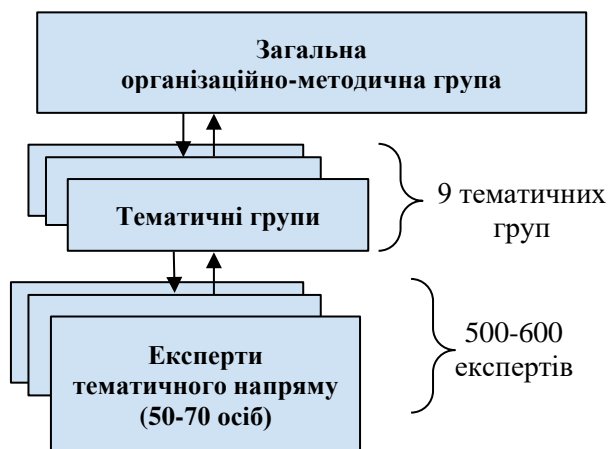 Загальна
організаційно-методична група
Тематичні групи
9 тематичних
груп
Експерти
тематичного напряму
(50-70 осіб)
500-600
експертів